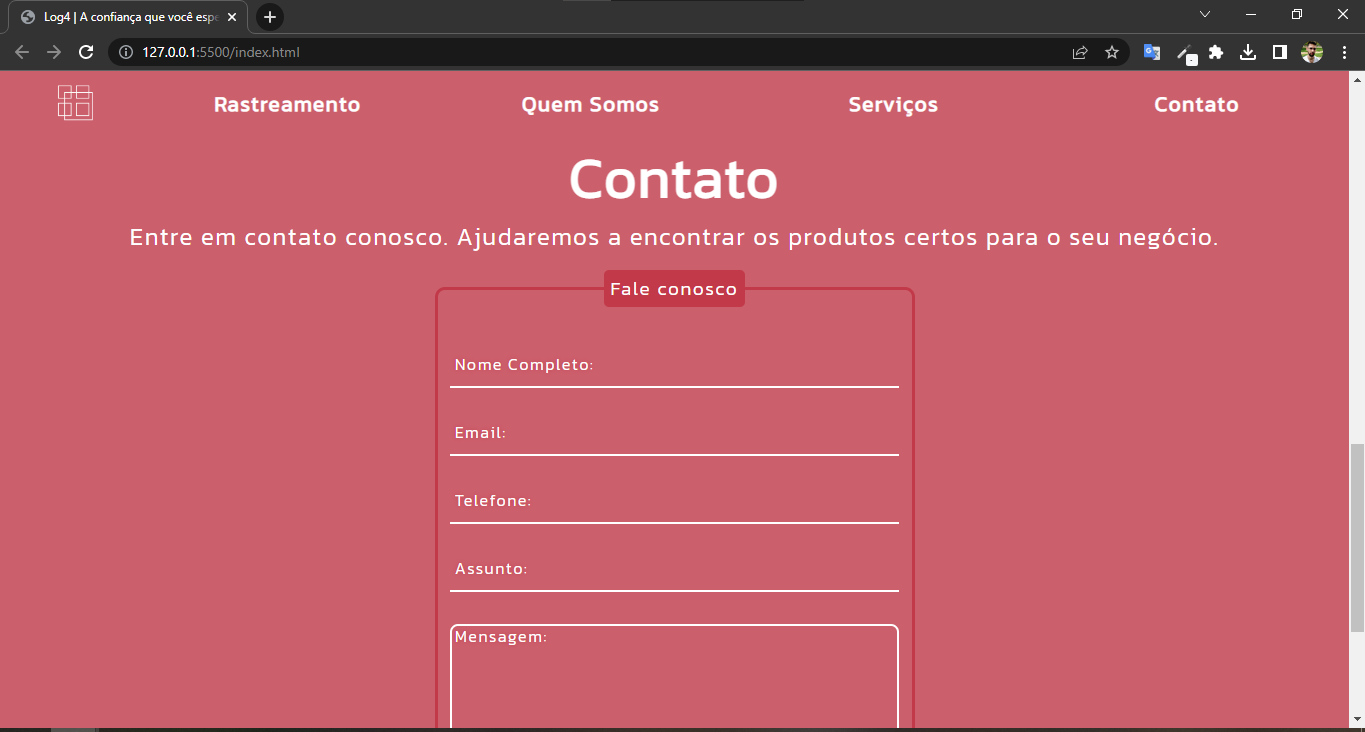 Log4 | A confiança que você espe
127.0.0.1:5500/index.html
Rastreamento Quem Somos Serviços Contato
Contato
Entre em contato conosco. Ajudaremos a encontrar os produtos certos para o seu negócio.
Fale conosco
Nome Completo:
Email:
Telefone:
Assunto:
Mensagem: